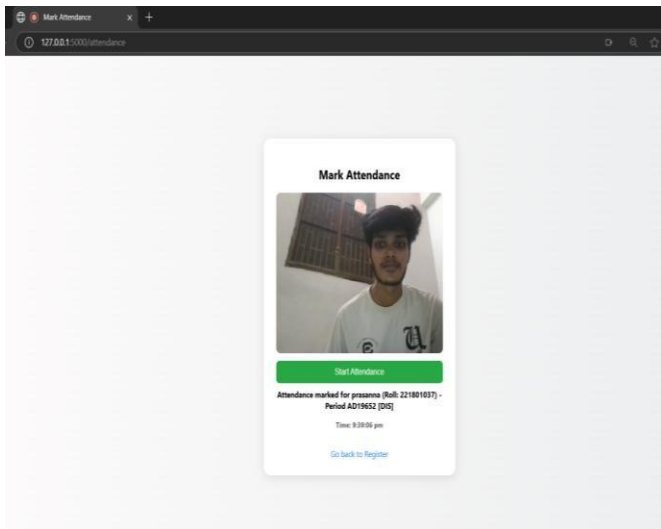 Mark Attendance
127.0.0.1:5000/attendance
Mark Attendance
Start Attendance
Attendance marked for prasanna (Roll: 221801037) -
Period AD19652 [DIS]
Time: 9:39:06 pm
Go back to Register